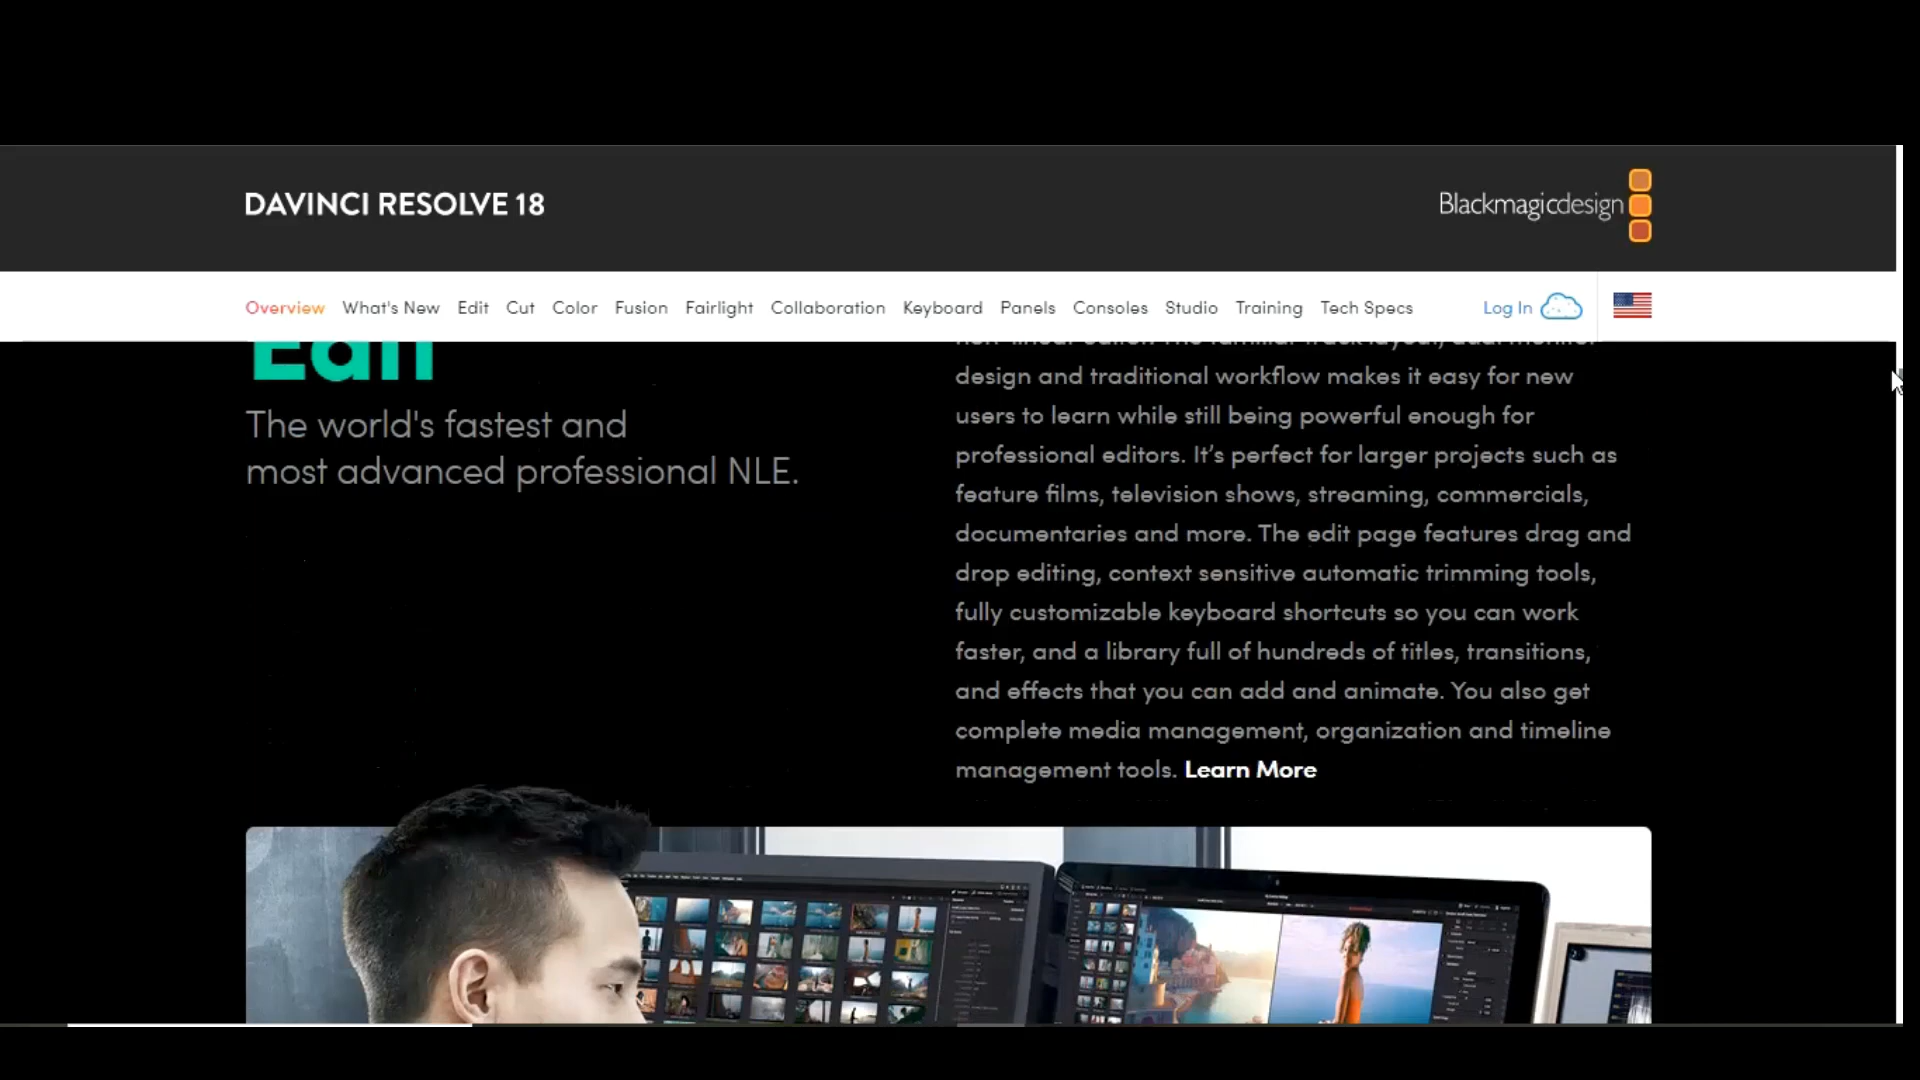 DAVINCI RESOLVE 18
Blackmagicdesign
Overview What's New Edit Cut Color Fusion Fairlight Collaboration Keyboard Panels Consoles Studio Training Tech Specs Log In
Edit
The world's fastest and
most advanced professional NLE.
design and traditional workflow makes it easy for new
users to learn while still being powerful enough for
professional editors. It’s perfect for larger projects such as
feature films, television shows, streaming, commercials,
documentaries and more. The edit page features drag and
drop editing, context sensitive automatic trimming tools,
fully customizable keyboard shortcuts so you can work
faster, and a library full of hundreds of titles, transitions,
and effects that you can add and animate. You also get
complete media management, organization and timeline
management tools. Learn More